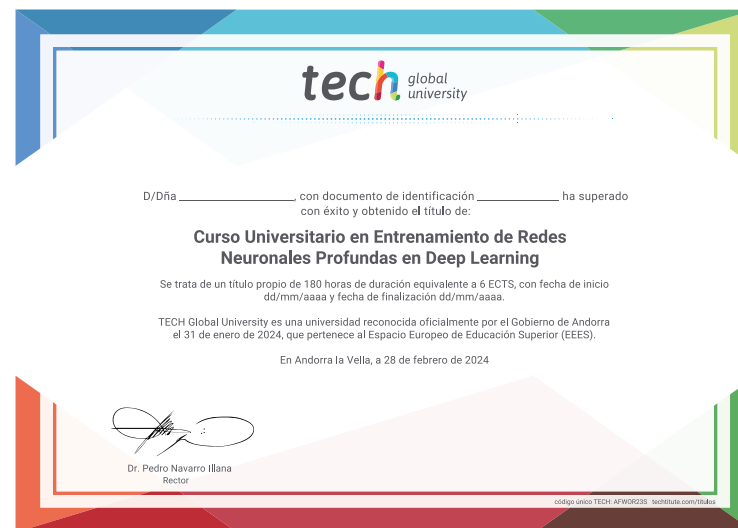 tech global
university
D/Dña ____________, con documento de identificación ____________ ha superado
con éxito y obtenido el título de:
Curso Universitario en Entrenamiento de Redes
Neuronales Profundas en Deep Learning
Se trata de un título propio de 180 horas de duración equivalente a 6 ECTS, con fecha de inicio
dd/mm/aaaa y fecha de finalización dd/mm/aaaa.
TECH Global University es una universidad reconocida oficialmente por el Gobierno de Andorra
el 31 de enero de 2024, que pertenece al Espacio Europeo de Educación Superior (EEES).
En Andorra la Vella, a 28 de febrero de 2024
Dr. Pedro Navarro Illana
Rector
código único TECH: AFWOR23S techtitute.com/titulos